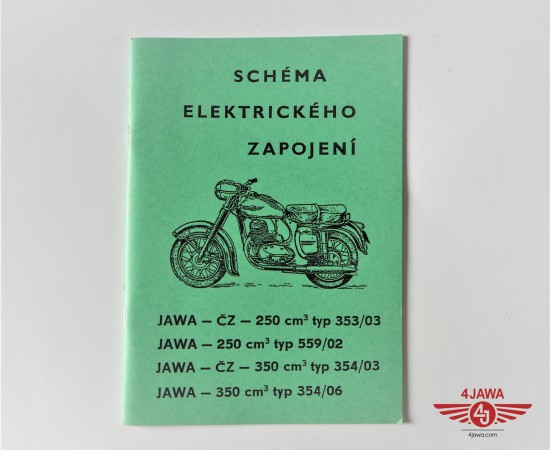 SCHÉMA
ELEKTRICKÉHO
ZAPOJENÍ
JAWA – ČZ – 250 cm³ typ 353/03
JAWA – 250 cm³ typ 559/02
JAWA – ČZ – 350 cm³ typ 354/03
JAWA – 350 cm³ typ 354/06
4JAWA
4J
4jawa.com